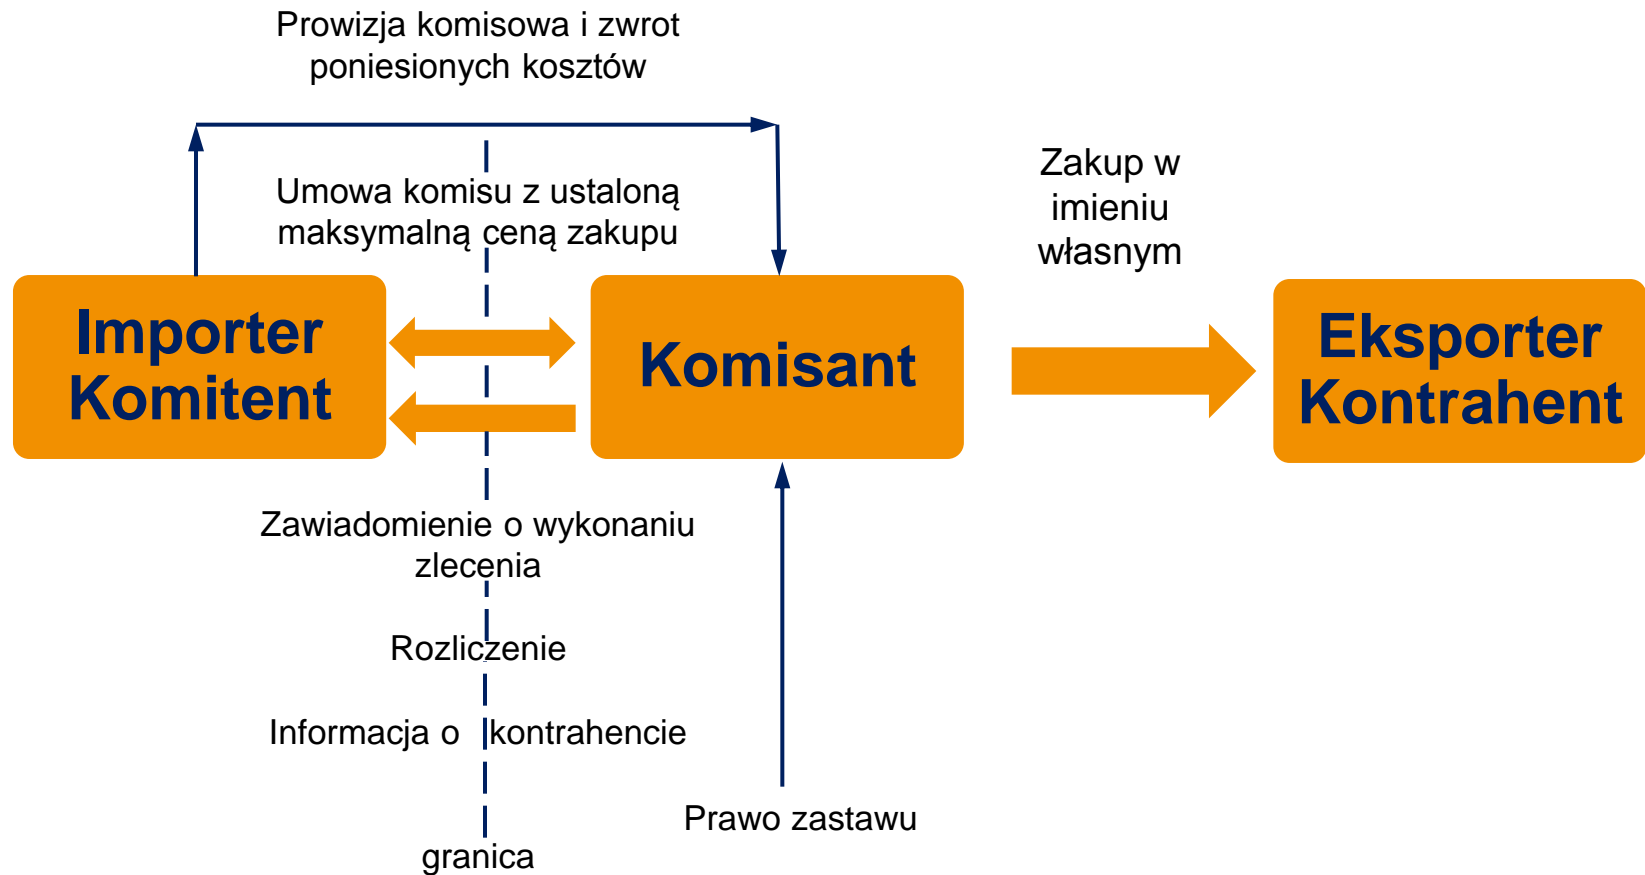 Prowizja komisowa i zwrot
poniesionych kosztów
Umowa komisu z ustaloną
maksymalną ceną zakupu
Zakup w
imieniu
własnym
Importer
Komitent
Komisant
Eksporter
Kontrahent
Zawiadomienie o wykonaniu
zlecenia
Rozliczenie
Informacja o kontrahencie
Prawo zastawu
granica